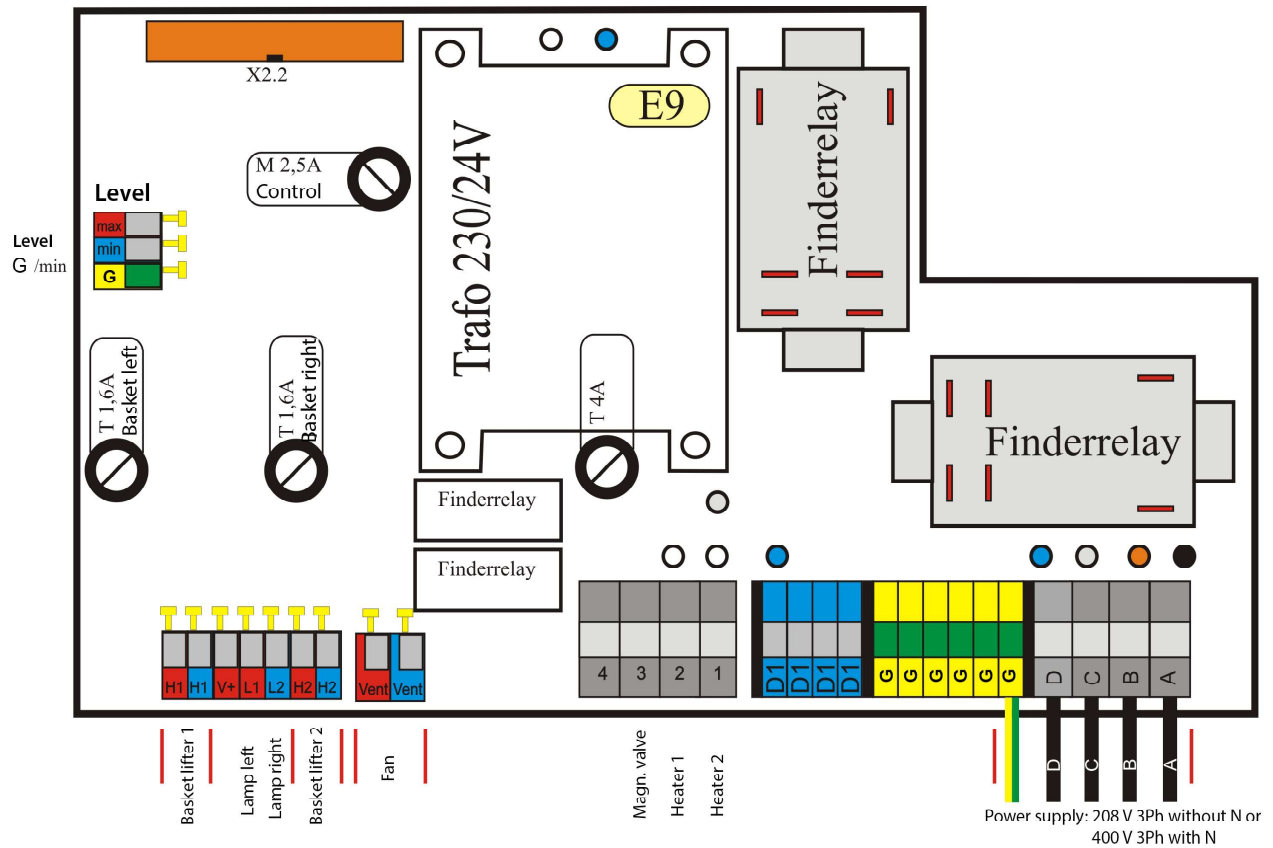 X2.2
E9
M 2,5A
Control
Trafo 230/24V
Finderrelay
Level
max
min
G
Level
G /min
T 1,6A
Basket left
T 1,6A
Basket right
T 4A
Finderrelay
Finderrelay
Finderrelay
H1 H1 V+ L1 L2 H2 H2
Vent Vent
4 3 2 1
D1 D1 D1 D1
G G G G G G
D C B A
D C B A
Basket lifter 1
Lamp left
Lamp right
Basket lifter 2
Fan
Magn. valve
Heater 1
Heater 2
Power supply: 208 V 3Ph without N or
400 V 3Ph with N